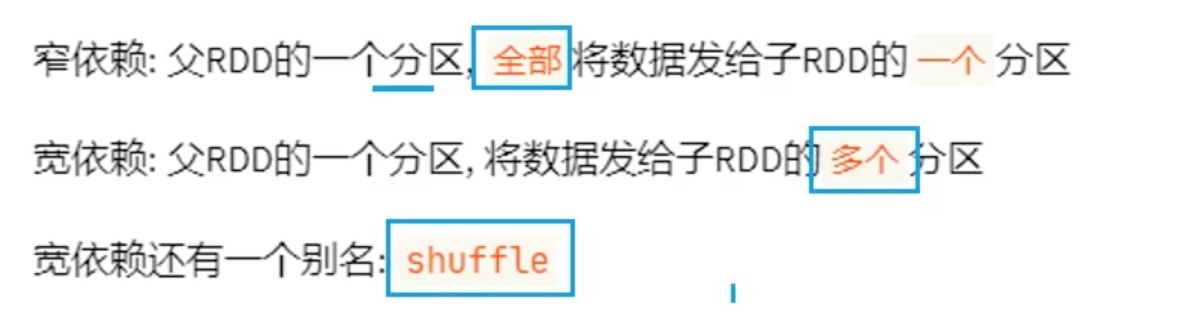 窄依赖: 父RDD的一个分区, 全部 将数据发给子RDD的 一个 分区
宽依赖: 父RDD的一个分区, 将数据发给子RDD的 多个 分区
宽依赖还有一个别名: shuffle